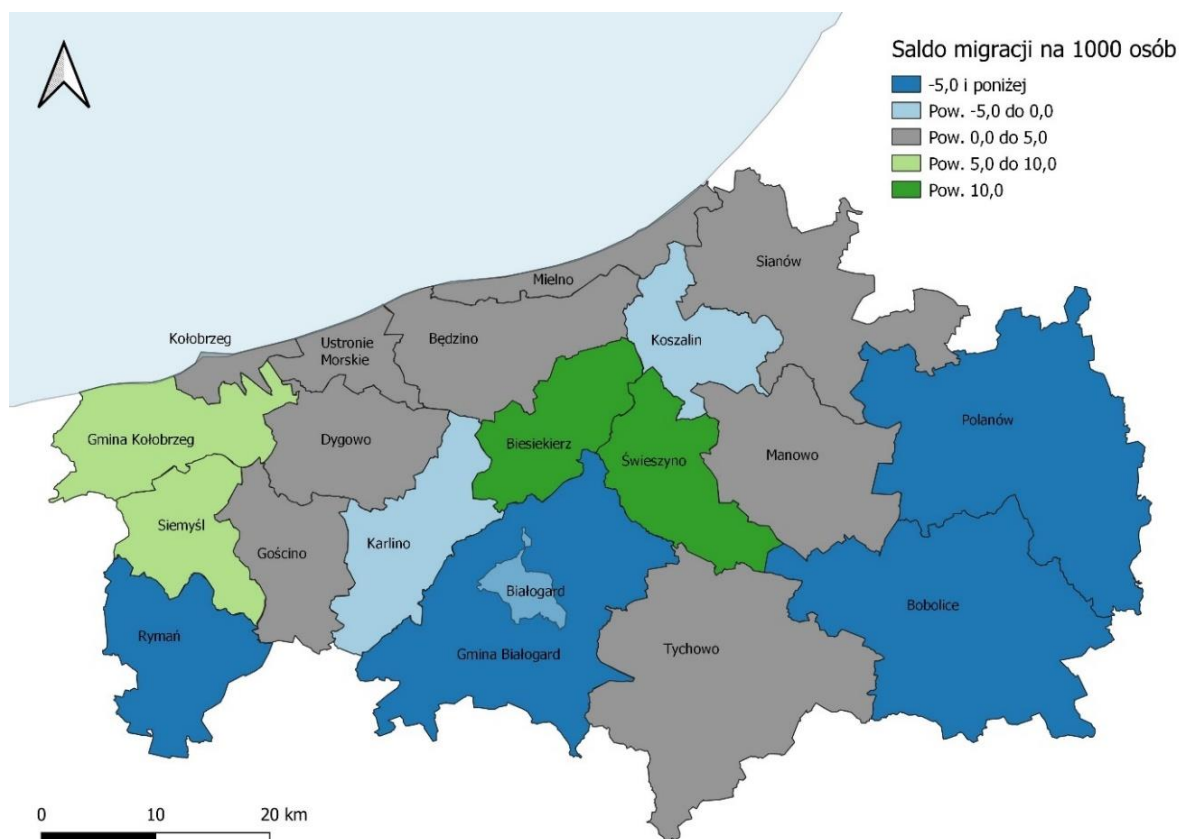 Saldo migracji na 1000 osób
-5,0 i poniżej
Pow. -5,0 do 0,0
Pow. 0,0 do 5,0
Pow. 5,0 do 10,0
Pow. 10,0
Sianów
Mielno
Kołobrzeg
Ustronie
Morskie
Będzino
Koszalin
Polanów
Gmina Kołobrzeg
Dygowo
Biesiekierz
Świeszyno
Manowo
Siemyśl
Gościno
Karlino
Białogard
Bobolice
Rymań
Gmina Białogard
Tychowo
0 10 20 km